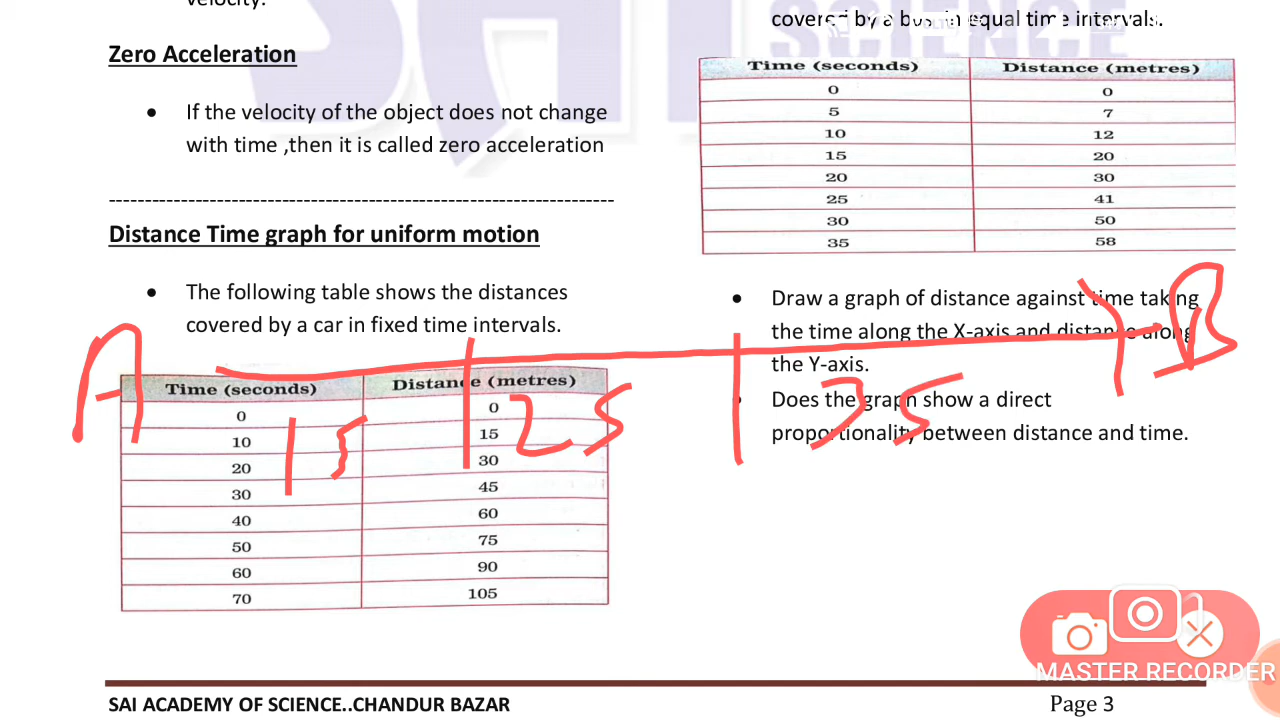 velocity.
Zero Acceleration
• If the velocity of the object does not change
with time ,then it is called zero acceleration
--------------------------------------------------------------------------
Distance Time graph for uniform motion
• The following table shows the distances
covered by a car in fixed time intervals.
Time (seconds) Distance (metres)
0 0
10 15
20 30
30 45
40 60
50 75
60 90
70 105
covered by a bus in equal time intervals.
Time (seconds) Distance (metres)
0 0
5 7
10 12
15 20
20 30
25 41
30 50
35 58
• Draw a graph of distance against time taking
the time along the X-axis and distance along
the Y-axis.
• Does the graph show a direct
proportionality between distance and time.
A B
15 25 35
SCIENCE
MASTER RECORDER
SAI ACADEMY OF SCIENCE..CHANDUR BAZAR Page 3